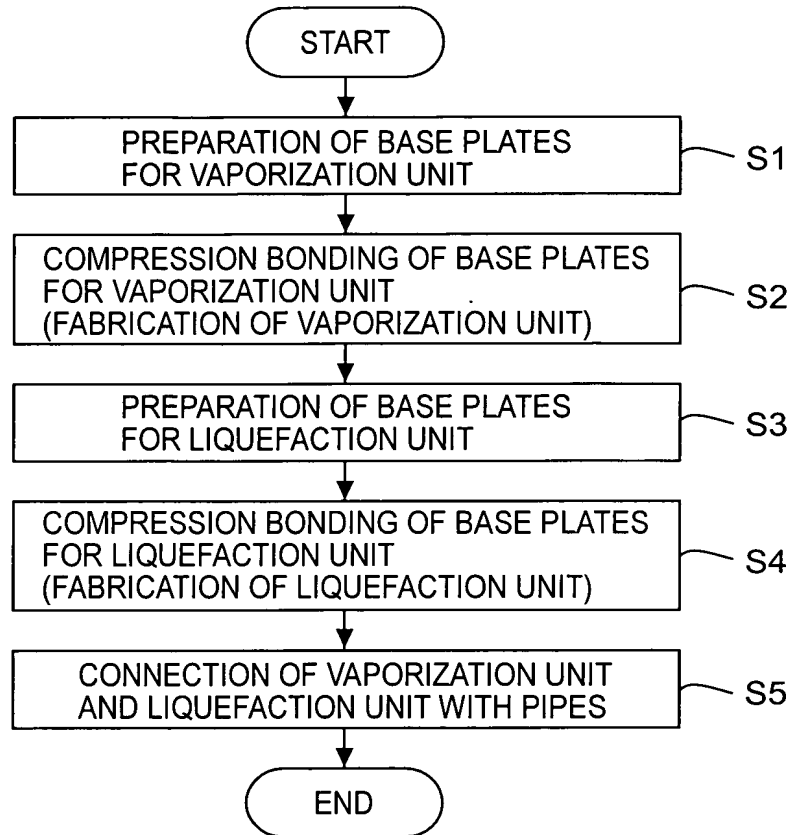 START
PREPARATION OF BASE PLATES
FOR VAPORIZATION UNIT
S1
COMPRESSION BONDING OF BASE PLATES
FOR VAPORIZATION UNIT
(FABRICATION OF VAPORIZATION UNIT)
S2
PREPARATION OF BASE PLATES
FOR LIQUEFACTION UNIT
S3
COMPRESSION BONDING OF BASE PLATES
FOR LIQUEFACTION UNIT
(FABRICATION OF LIQUEFACTION UNIT)
S4
CONNECTION OF VAPORIZATION UNIT
AND LIQUEFACTION UNIT WITH PIPES
S5
END